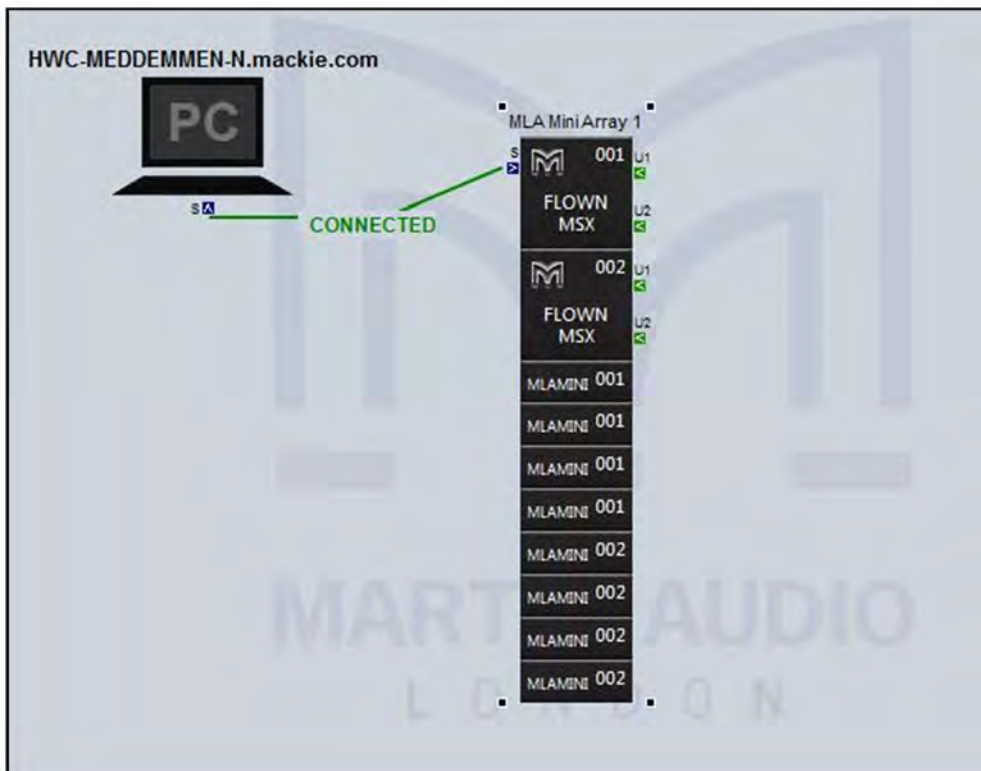 HWC-MEDDEMMEN-N.mackie.com
PC
S
CONNECTED
MLA Mini Array 1
S
001
U1
FLOWN
MSX
U2
002
U1
FLOWN
MSX
U2
MLAMINI 001
MLAMINI 001
MLAMINI 001
MLAMINI 001
MLAMINI 002
MLAMINI 002
MLAMINI 002
MLAMINI 002
MART AUDIO
LONDON